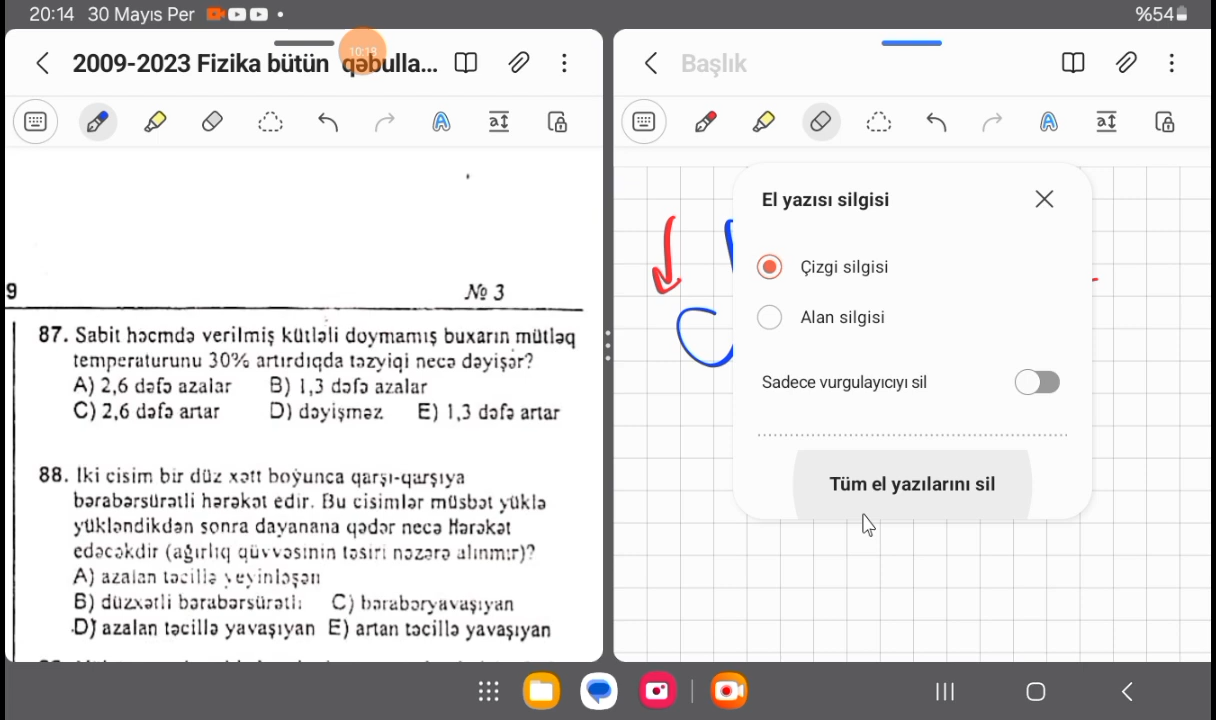 20:14 30 Mayıs Per %54
2009-2023 Fizika bütün qəbulla...
10:18
Başlık
9
№ 3
87. Sabit həcmdə verilmiş kütləli doymamış buxarın mütləq
temperaturunu 30% artırdıqda təzyiqi necə dəyişər?
A) 2,6 dəfə azalar B) 1,3 dəfə azalar
C) 2,6 dəfə artar D) dəyişməz E) 1,3 dəfə artar
88. Iki cisim bir düz xətt boyunca qarşı-qarşıya
bərabərsürətli hərəkət edir. Bu cisimlər müsbət yüklə
yükləndikdən sonra dayanana qədər necə Hərəkət
edəcəkdir (ağırlıq qüvvəsinin təsiri nəzərə alınmır)?
A) azalan təcillə yeyinləşən
B) düzxətli bərabərsürətli C) bərabəryavaşıyan
D) azalan təcillə yavaşıyan E) artan təcillə yavaşıyan
El yazısı silgisi
Çizgi silgisi
Alan silgisi
Sadece vurgulayıcıyı sil
Tüm el yazılarını sil